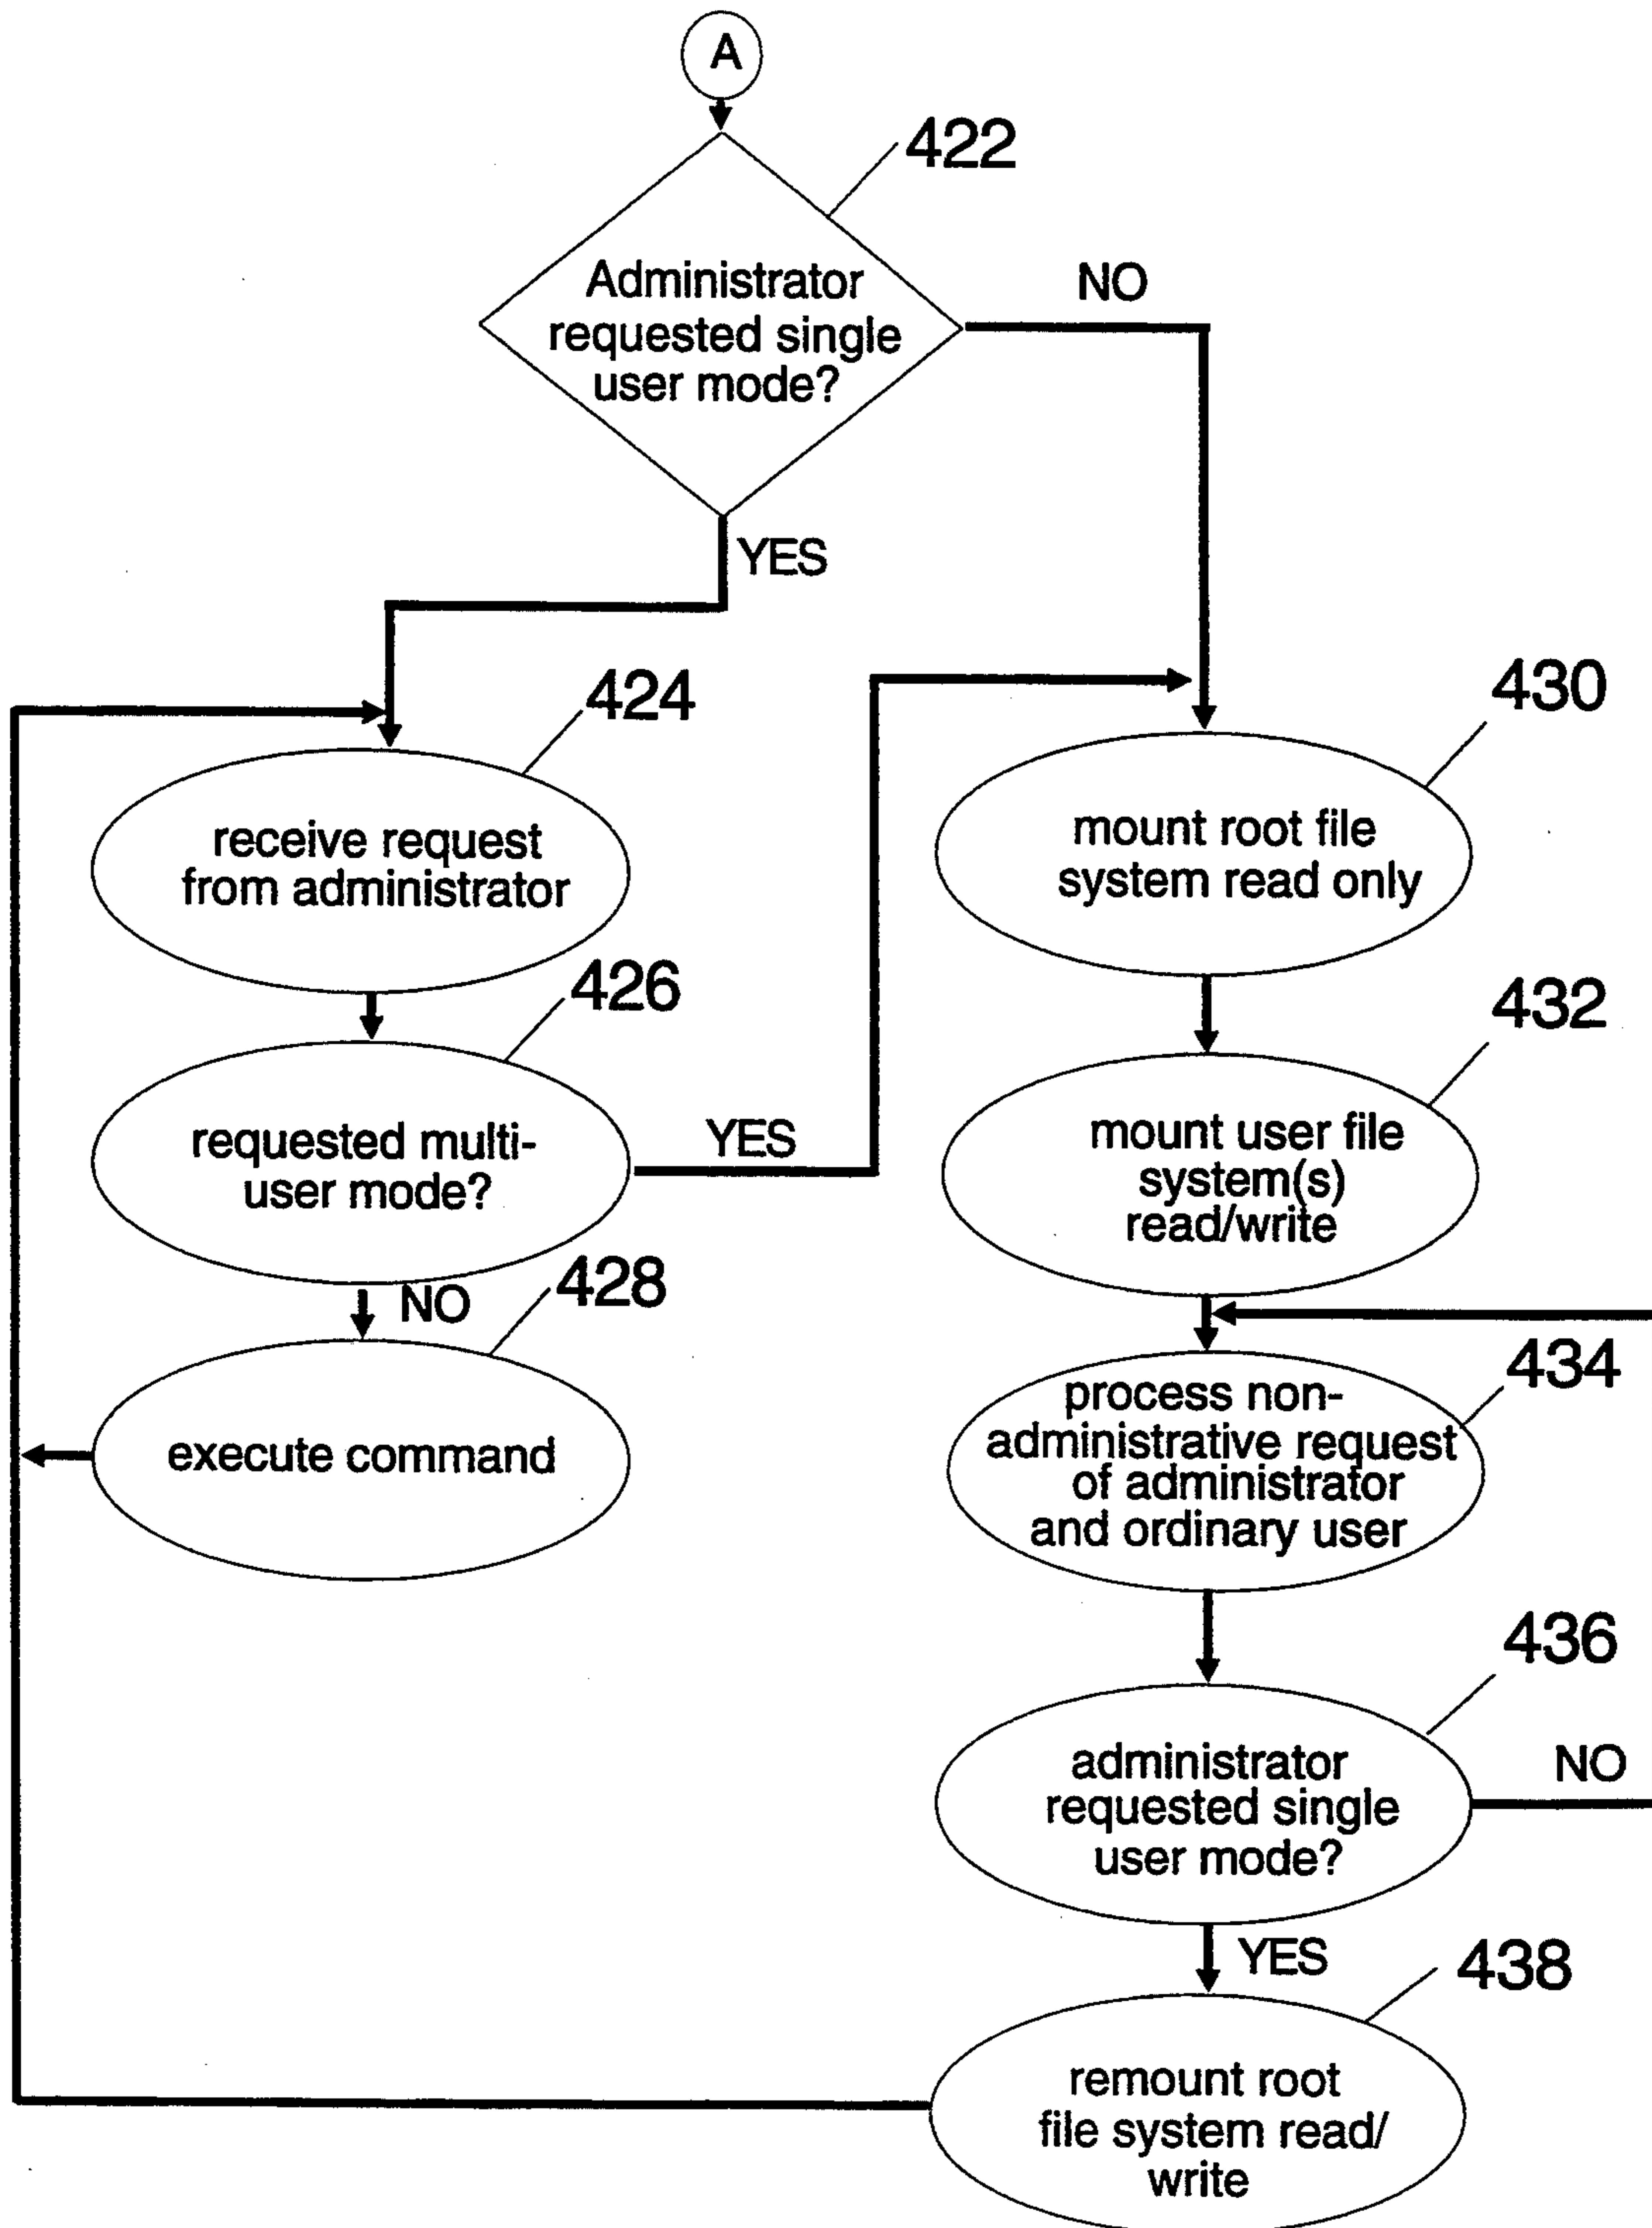 A
422
Administrator
requested single
user mode?
NO
YES
424
receive request
from administrator
426
requested multi-
user mode?
YES
NO
428
execute command
430
mount root file
system read only
432
mount user file
system(s)
read/write
434
process non-
administrative request
of administrator
and ordinary user
436
administrator
requested single
user mode?
NO
YES
438
remount root
file system read/
write